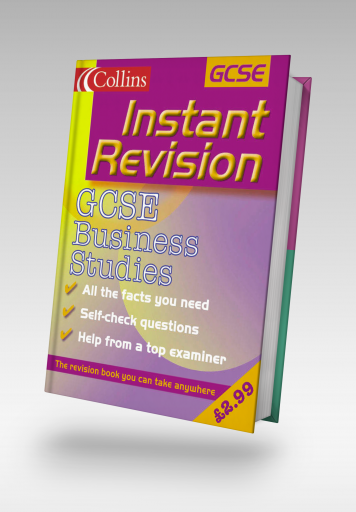 Collins
GCSE
Instant
Revision
GCSE
Business
Studies
All the facts you need
Self-check questions
Help from a top examiner
The revision book you can take anywhere
£2.99